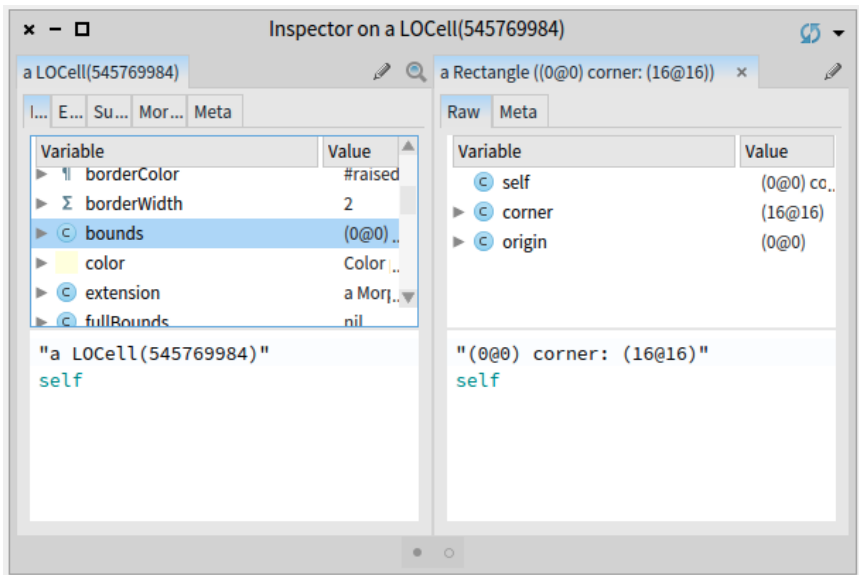 Inspector on a LOCell(545769984)
a LOCell(545769984)
I... E... Su... Mor... Meta
Variable Value
borderColor #raised
Σ borderWidth 2
bounds (0@0) ..
color Color ..
extension a Morp..
fullBounds nil
"a LOCell(545769984)"
self
a Rectangle ((0@0) corner: (16@16)) ×
Raw Meta
Variable Value
self (0@0) co..
corner (16@16)
origin (0@0)
"(0@0) corner: (16@16)"
self